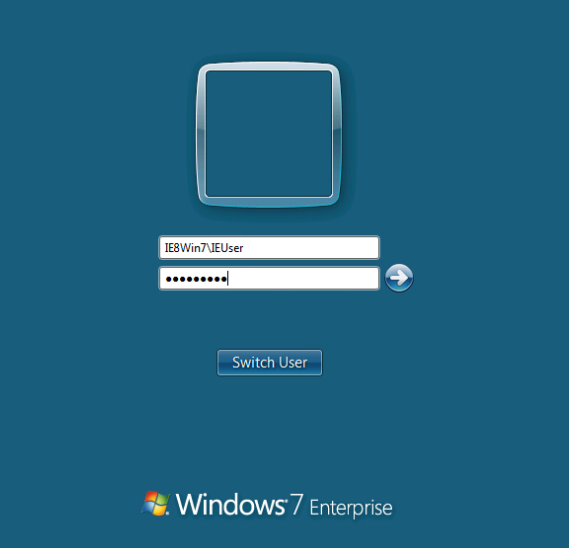 IE8Win7\IEUser
•••••••••
Switch User
Windows 7 Enterprise